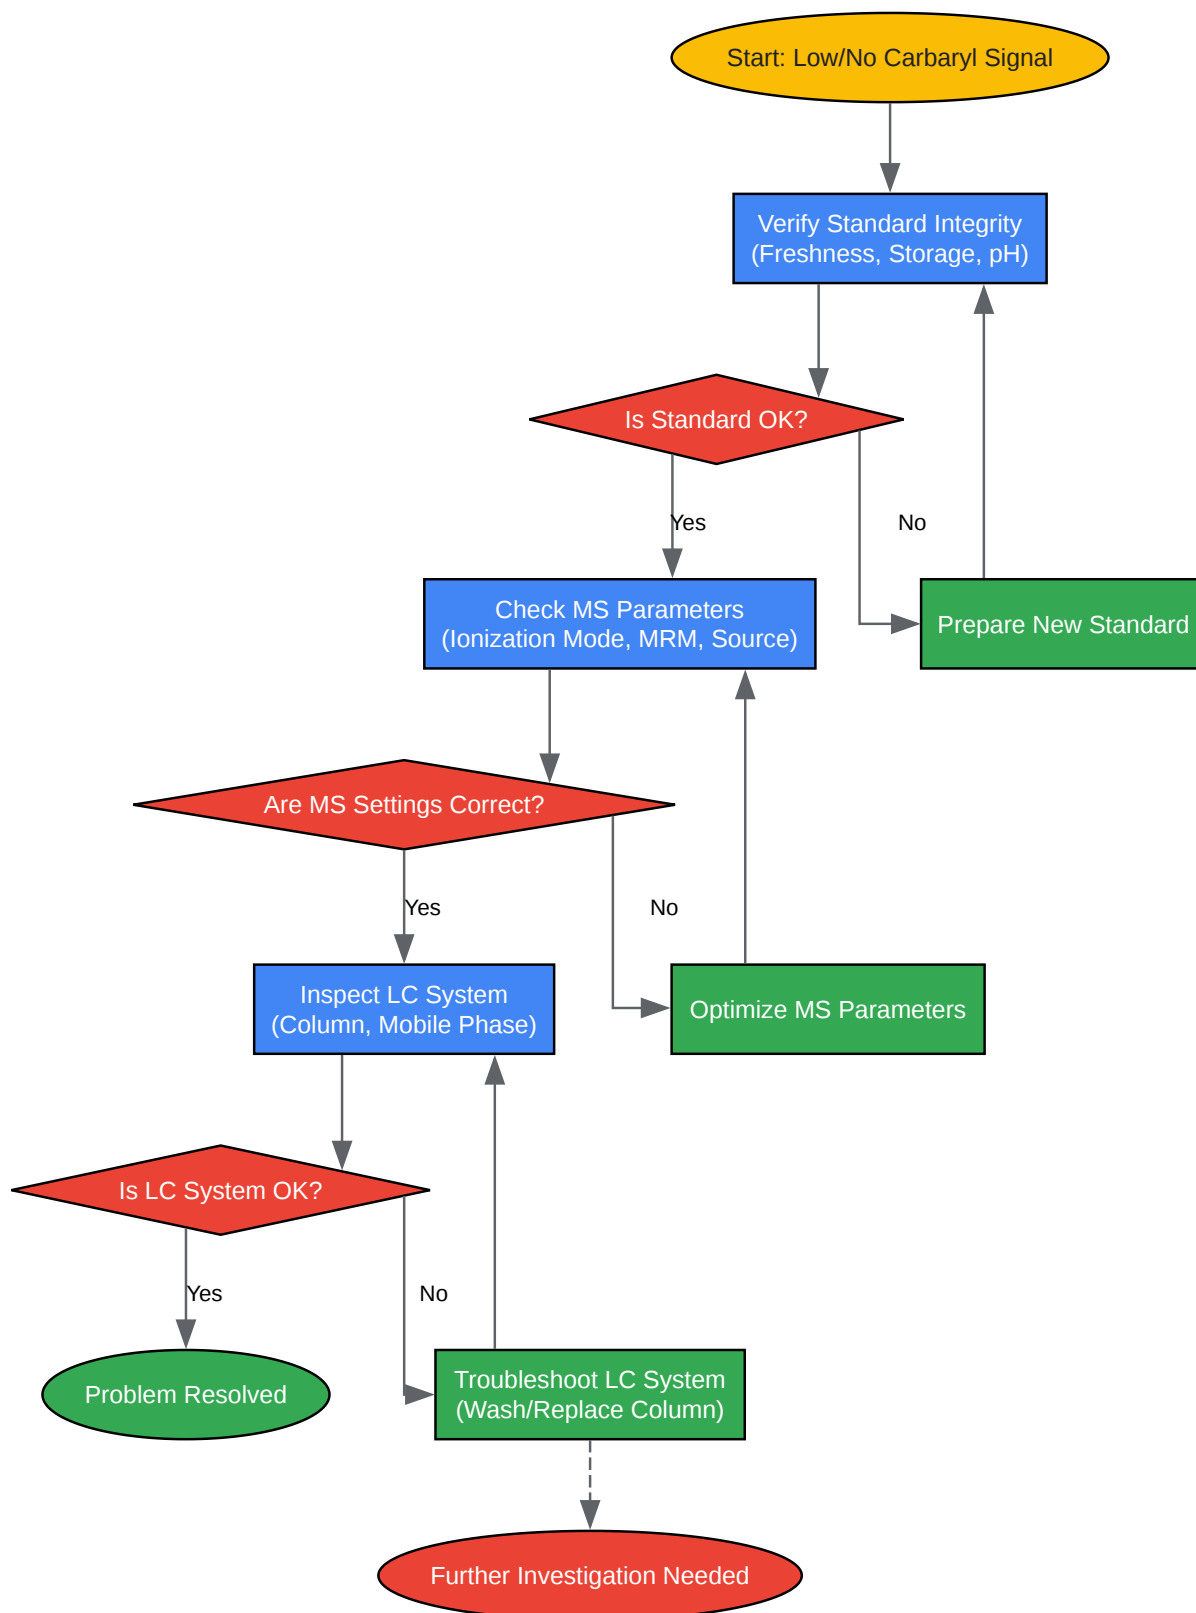 Start: Low/No Carbaryl Signal
Verify Standard Integrity
(Freshness, Storage, pH)
Is Standard OK?
Yes
No
Check MS Parameters
(Ionization Mode, MRM, Source)
Prepare New Standard
Are MS Settings Correct?
Yes
No
Inspect LC System
(Column, Mobile Phase)
Optimize MS Parameters
Is LC System OK?
Yes
No
Problem Resolved
Troubleshoot LC System
(Wash/Replace Column)
Further Investigation Needed